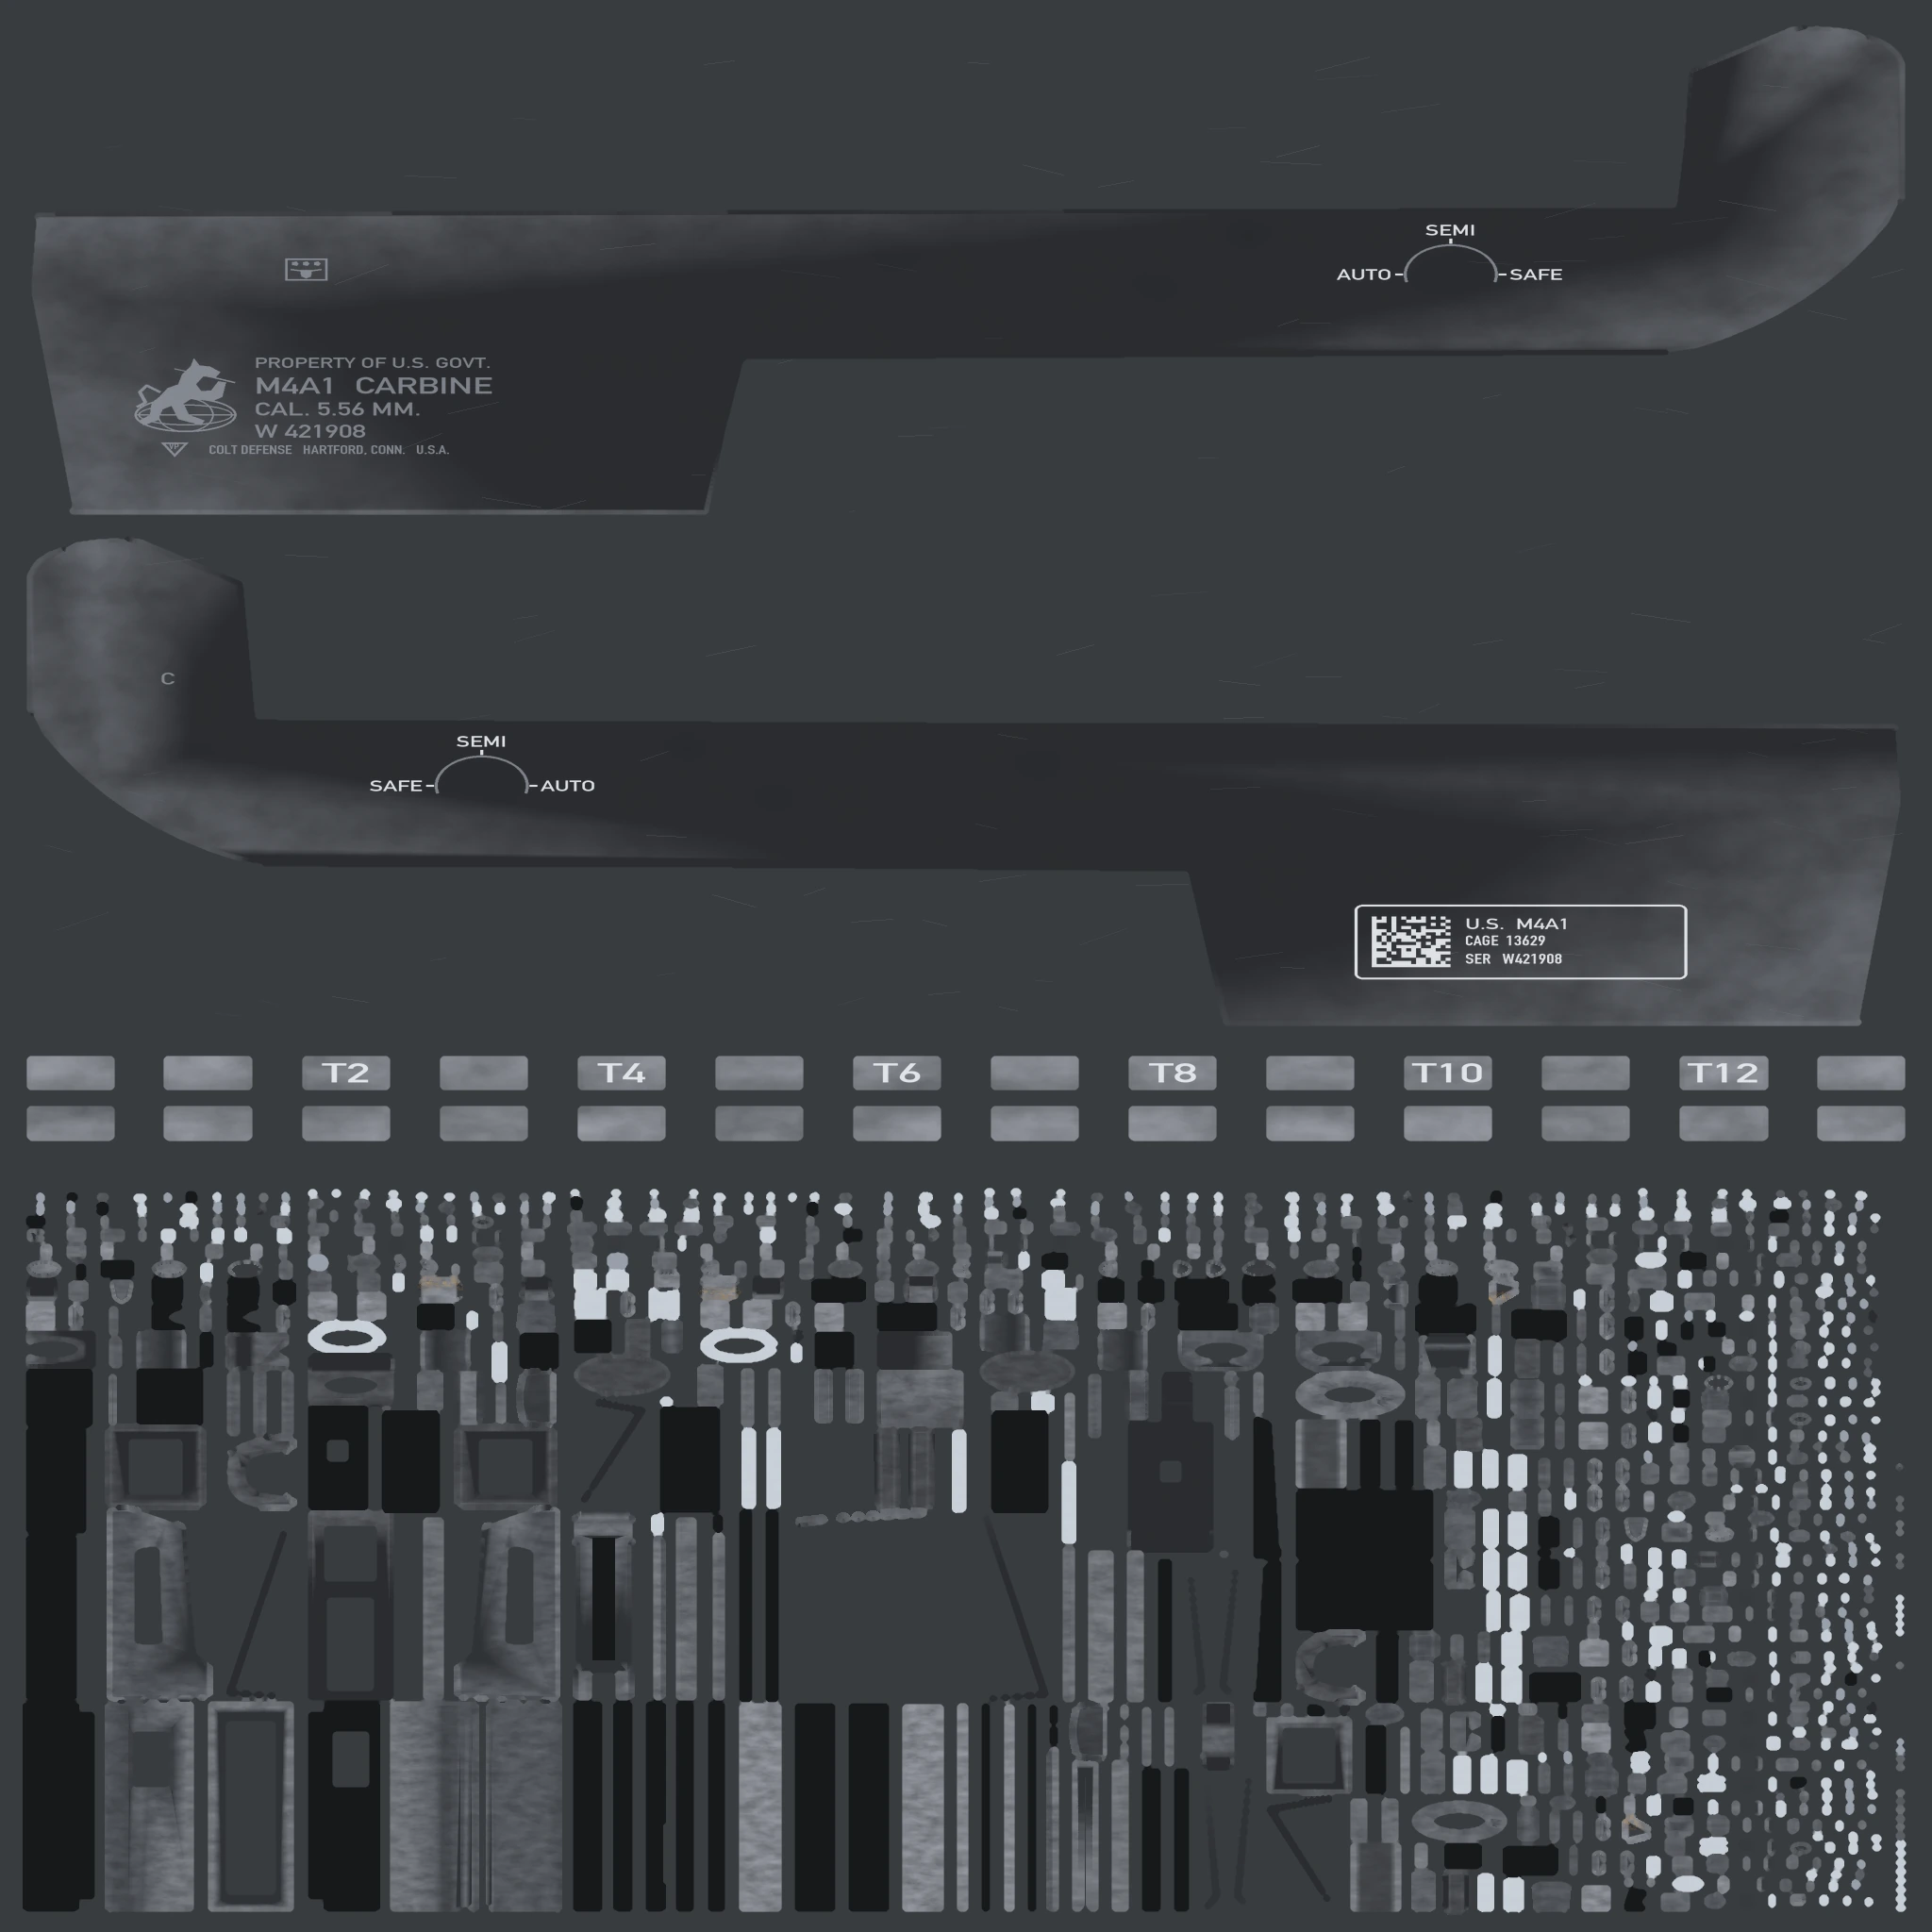 SEMI
AUTO SAFE
PROPERTY OF U.S. GOVT.
M4A1 CARBINE
CAL. 5.56 MM.
W 421908
COLT DEFENSE HARTFORD, CONN. U.S.A.
C
SEMI
SAFE AUTO
U.S. M4A1
CAGE 13629
SER W421908
T2 T4 T6 T8 T10 T12